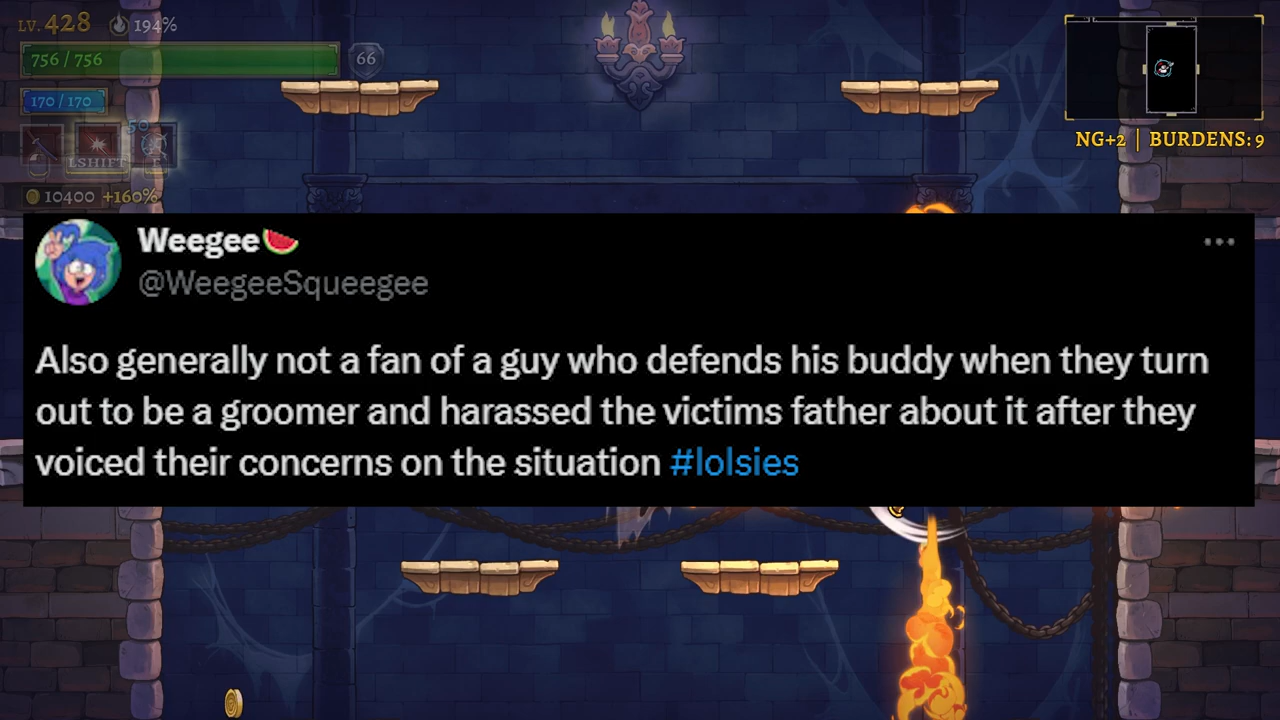 LV. 428 194%
756 / 756 66
170 / 170
50
LSHIFT
10400 +160%
NG+2 | BURDENS: 9
Weegee🍉
@WeegeeSqueegee
Also generally not a fan of a guy who defends his buddy when they turn
out to be a groomer and harassed the victims father about it after they
voiced their concerns on the situation #lolsies